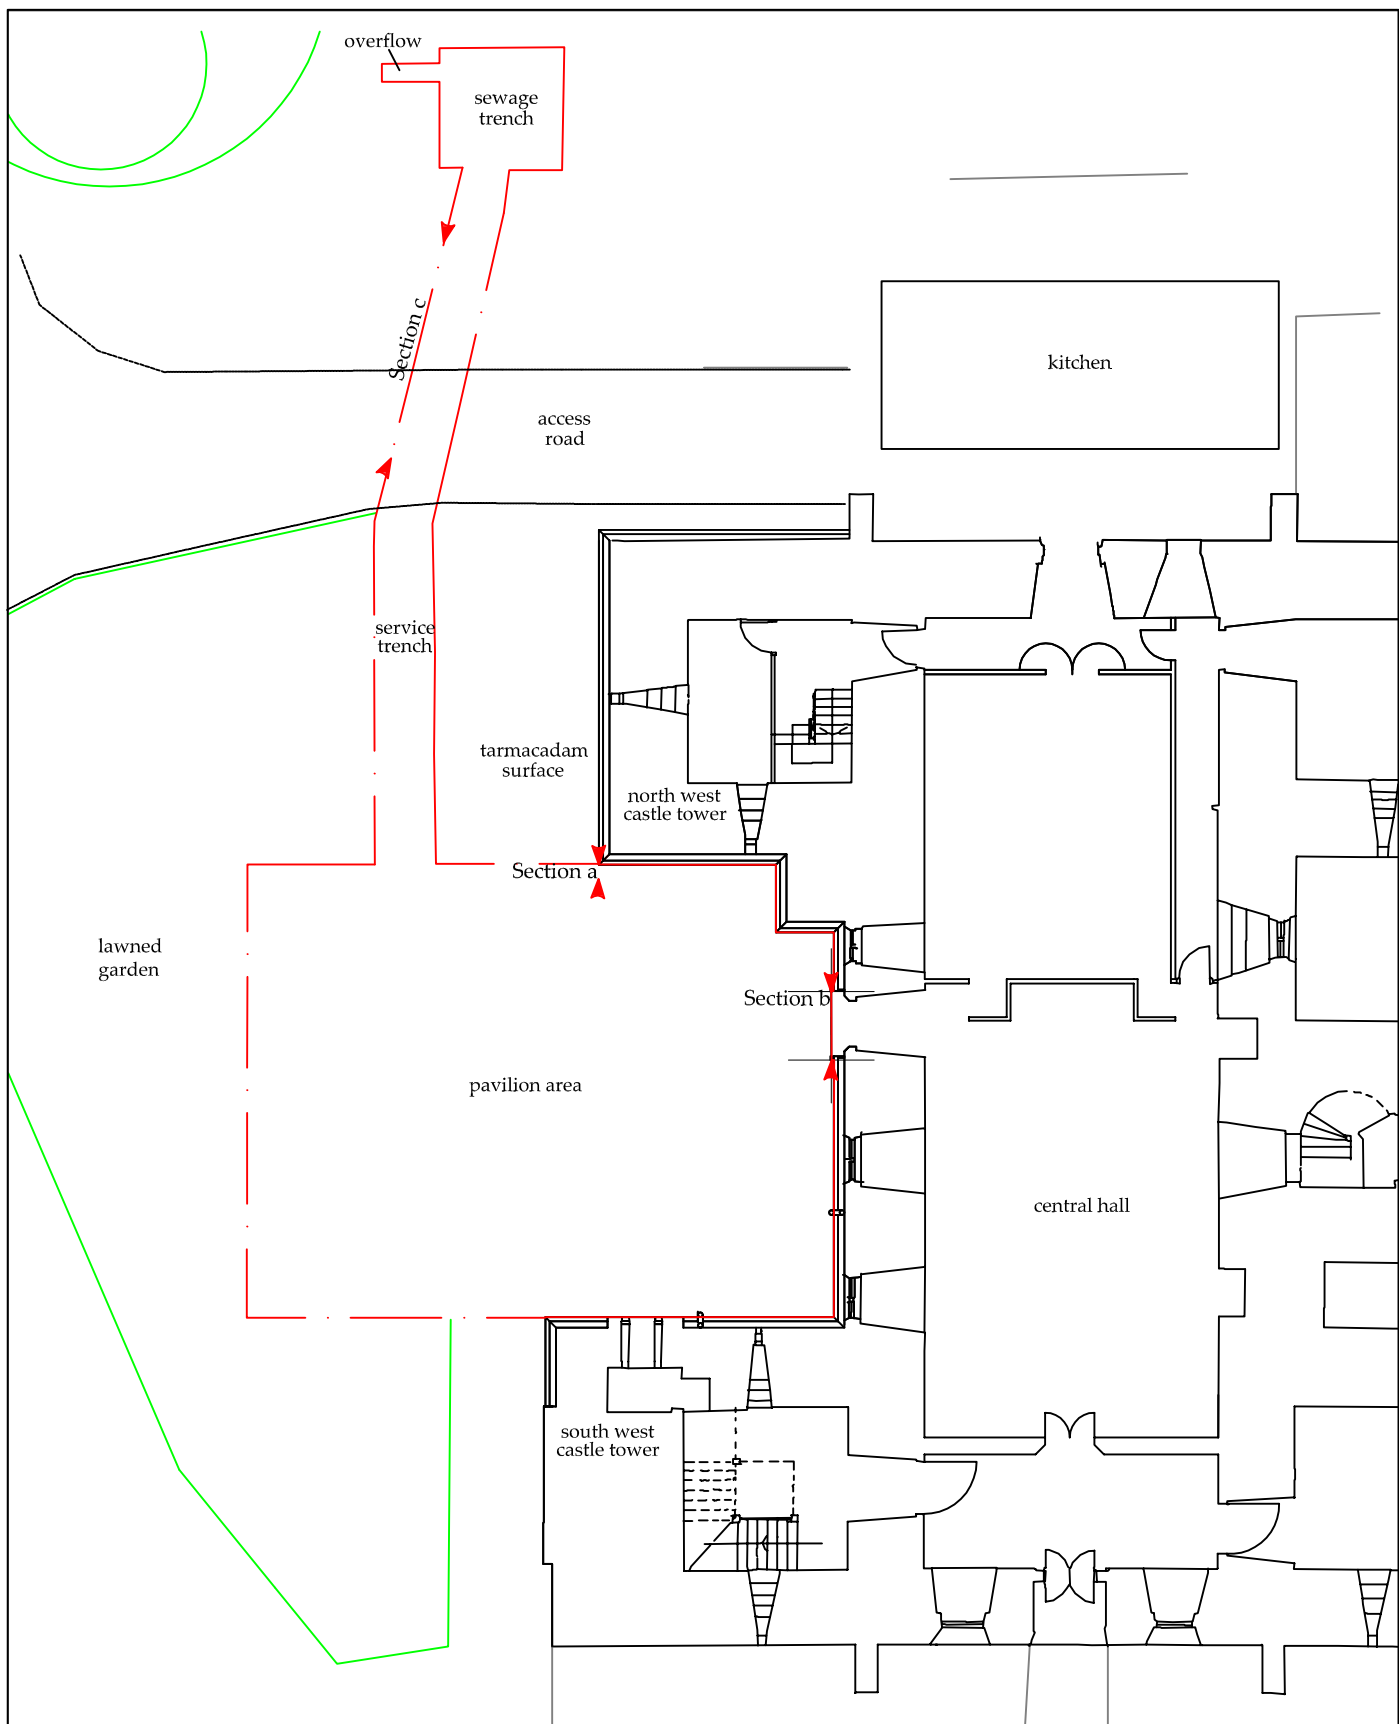 overflow
sewage
trench
Section c
kitchen
access
road
service
trench
tarmacadam
surface
north west
castle tower
Section a
lawned
garden
Section b
pavilion area
central hall
south west
castle tower